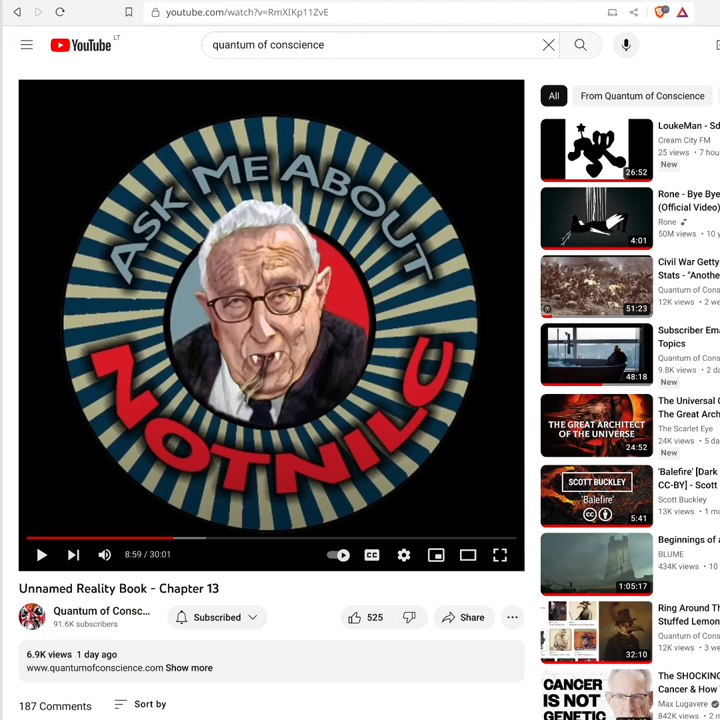 youtube.com/watch?v=RmXIKp11ZvE
YouTube LT
quantum of conscience
ASK ME ABOUT
NOTNILC
8:59 / 30:01
CC
Unnamed Reality Book - Chapter 13
Quantum of Consc...
91.6K subscribers
Subscribed
525
Share
6.9K views 1 day ago
www.quantumofconscience.com Show more
187 Comments
Sort by
All
From Quantum of Conscience
LoukeMan - Sd
Cream City FM
25 views • 7 hou
New
26:52
Rone - Bye Bye
(Official Video)
Rone
50M views • 10 y
4:01
Civil War Getty
Stats - "Anothe
Quantum of Cons
12K views • 2 we
51:23
Subscriber Ema
Topics
Quantum of Cons
9.8K views • 2 da
New
48:18
The Universal C
The Great Arch
The Scarlet Eye
24K views • 5 da
New
THE GREAT ARCHITECT
OF THE UNIVERSE
24:52
'Balefire' [Dark
CC-BY] - Scott
Scott Buckley
13K views • 1 mo
SCOTT BUCKLEY
'Balefire'
5:41
Beginnings of a
BLUME
434K views • 10
1:05:17
Ring Around Th
Stuffed Lemon
Quantum of Cons
12K views • 3 we
32:10
The SHOCKING
Cancer & How
Max Lugavere
842K views • 2 m
CANCER
IS NOT
GENETIC